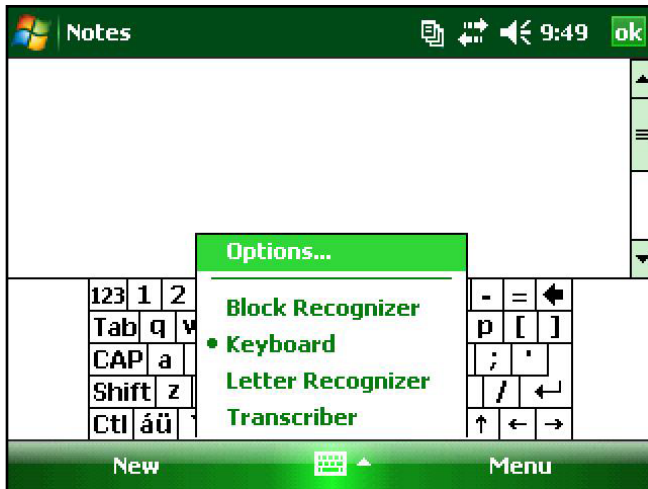 Notes 9:49 ok
Options...
Block Recognizer
Keyboard
Letter Recognizer
Transcriber
123 1 2 - = 
Tab q p [ ]
CAP a ; '
Shift z /
Ctl áü
New Menu